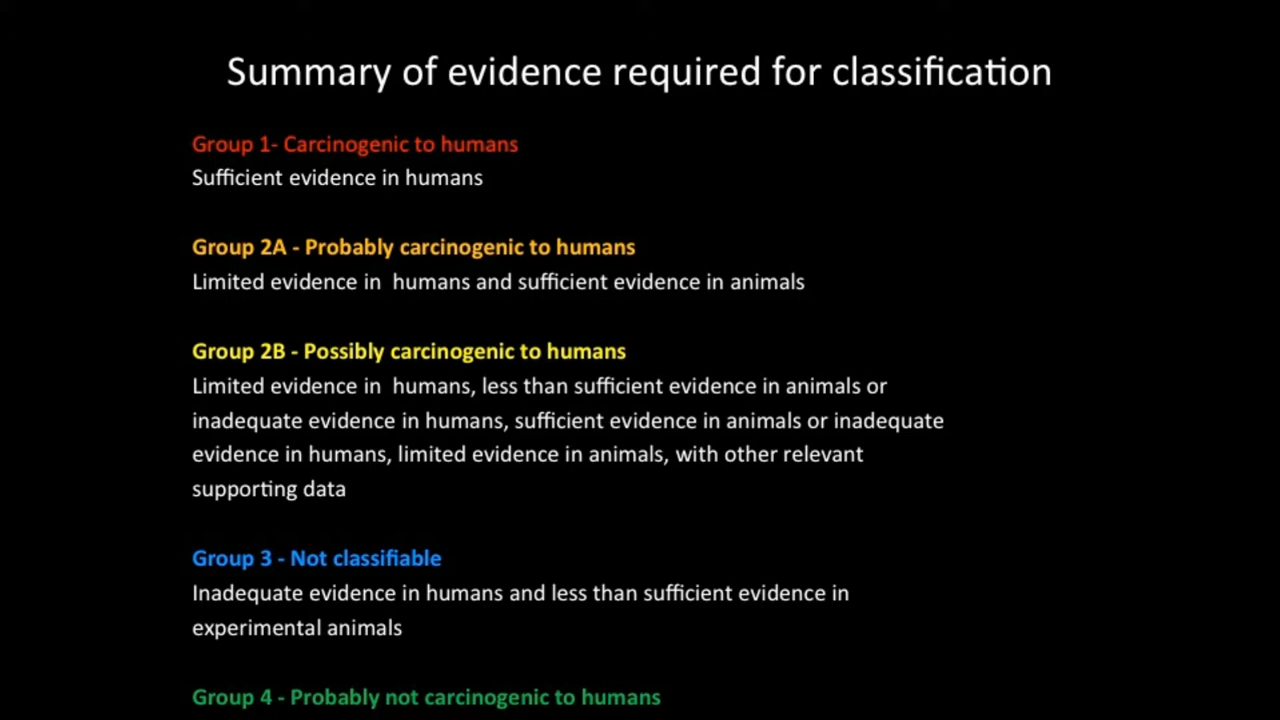 Summary of evidence required for classification
Group 1- Carcinogenic to humans
Sufficient evidence in humans
Group 2A - Probably carcinogenic to humans
Limited evidence in  humans and sufficient evidence in animals
Group 2B - Possibly carcinogenic to humans
Limited evidence in  humans, less than sufficient evidence in animals or
inadequate evidence in humans, sufficient evidence in animals or inadequate
evidence in humans, limited evidence in animals, with other relevant
supporting data
Group 3 - Not classifiable
Inadequate evidence in humans and less than sufficient evidence in
experimental animals
Group 4 - Probably not carcinogenic to humans